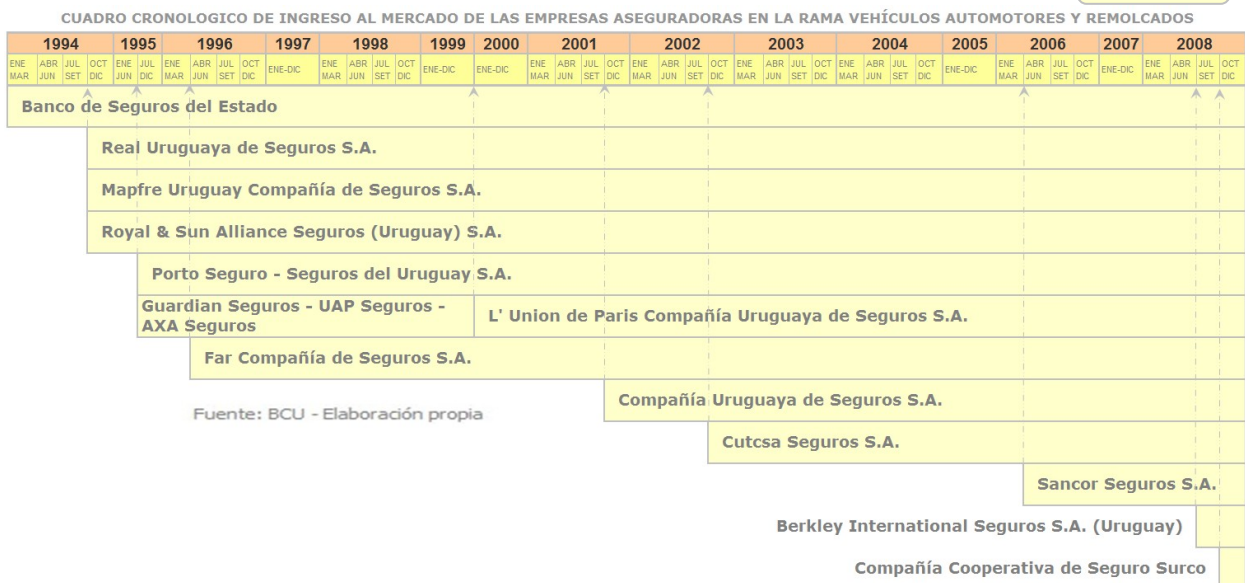 CUADRO CRONOLOGICO DE INGRESO AL MERCADO DE LAS EMPRESAS ASEGURADORAS EN LA RAMA VEHÍCULOS AUTOMOTORES Y REMOLCADOS
1994 1995 1996 1997 1998 1999 2000 2001 2002 2003 2004 2005 2006 2007 2008
ENE ABR JUL OCT ENE JUL ENE ABR JUL OCT ENE-DIC ENE ABR JUL OCT ENE-DIC ENE-DIC ENE ABR JUL OCT ENE ABR JUL OCT ENE ABR JUL OCT ENE ABR JUL OCT ENE-DIC ENE ABR JUL OCT ENE-DIC ENE ABR JUL OCT
MAR JUN SET DIC JUN DIC MAR JUN SET DIC MAR JUN SET DIC MAR JUN SET DIC MAR JUN SET DIC MAR JUN SET DIC MAR JUN SET DIC MAR JUN SET DIC MAR JUN SET DIC
Banco de Seguros del Estado
Real Uruguaya de Seguros S.A.
Mapfre Uruguay Compañía de Seguros S.A.
Royal & Sun Alliance Seguros (Uruguay) S.A.
Porto Seguro - Seguros del Uruguay S.A.
Guardian Seguros - UAP Seguros -
AXA Seguros
L' Union de Paris Compañía Uruguaya de Seguros S.A.
Far Compañía de Seguros S.A.
Compañía Uruguaya de Seguros S.A.
Fuente: BCU - Elaboración propia
Cutcsa Seguros S.A.
Sancor Seguros S.A.
Berkley International Seguros S.A. (Uruguay)
Compañía Cooperativa de Seguro Surco